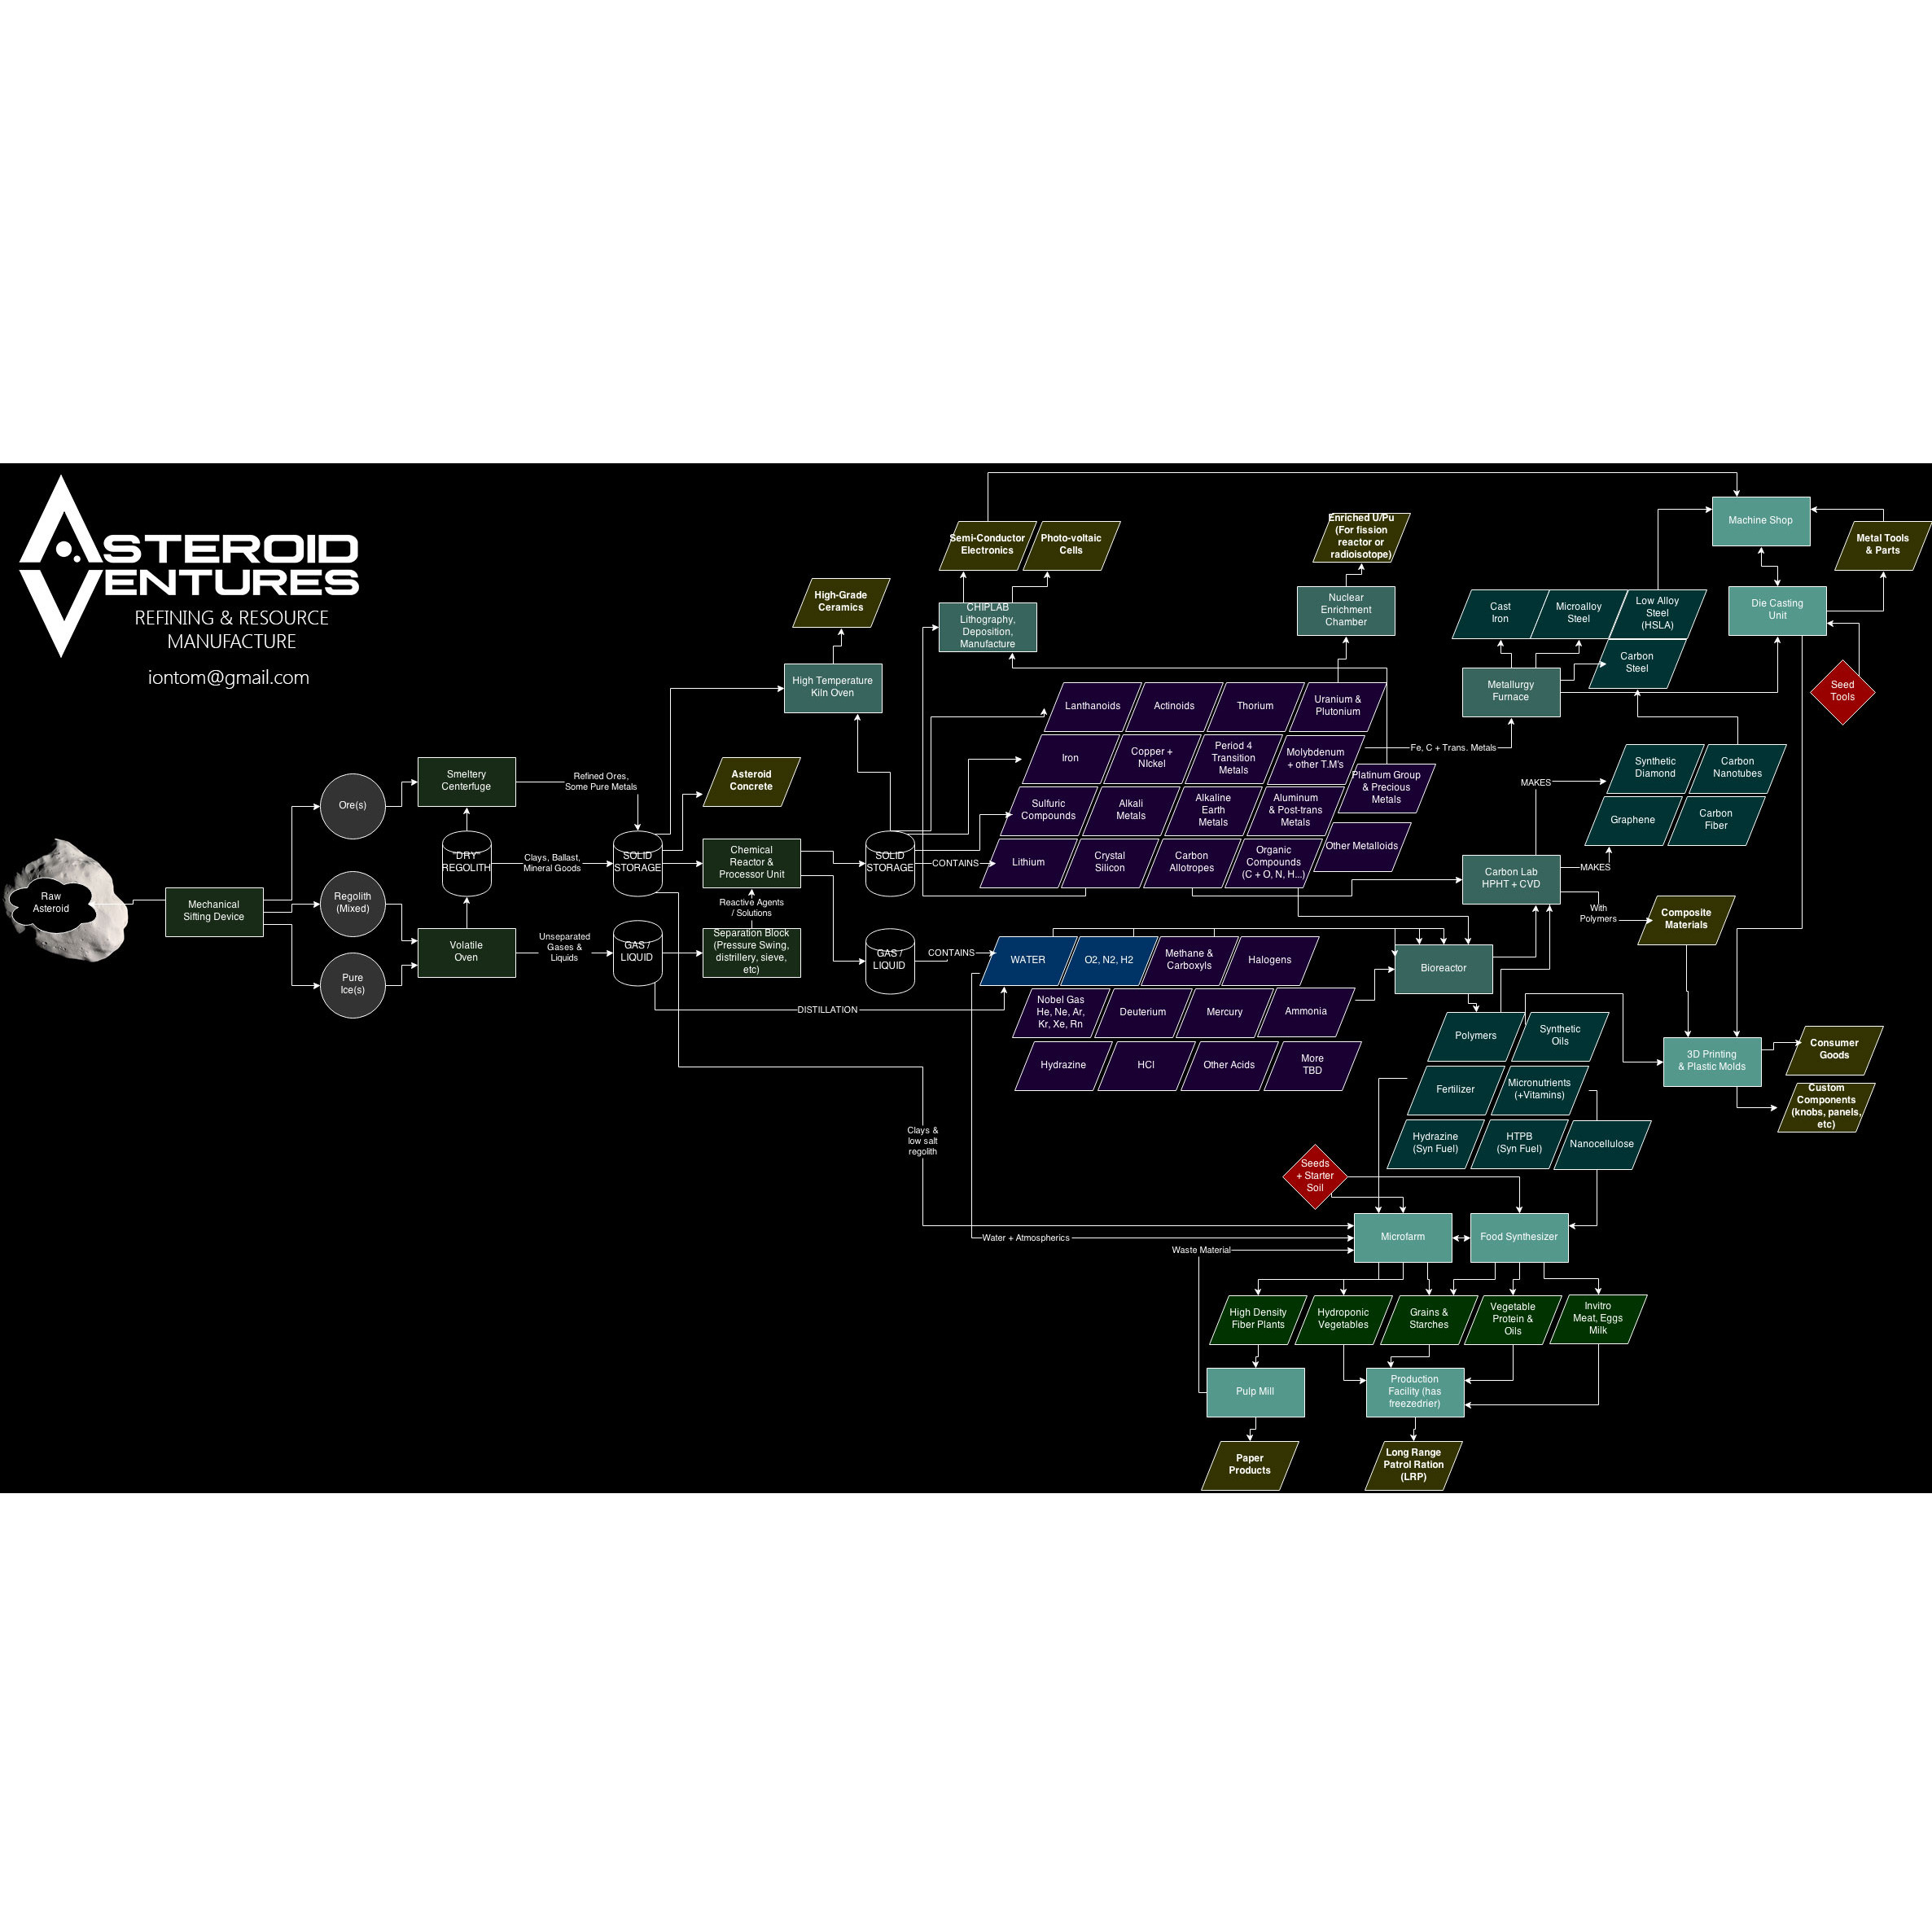 ASTEROID
VENTURES
REFINING & RESOURCE
MANUFACTURE
iontom@gmail.com
Raw
Asteroid
Mechanical
Sifting Device
Ore(s)
Regolith
(Mixed)
Pure
Ice(s)
Smeltery
Centerfuge
DRY
REGOLITH
Volatile
Oven
Refined Ores,
Some Pure Metals
Clays, Ballast,
Mineral Goods
Unseparated
Gases &
Liquids
SOLID
STORAGE
GAS /
LIQUID
Asteroid
Concrete
Chemical
Reactor &
Processor Unit
Reactive Agents
/ Solutions
Separation Block
(Pressure Swing,
distillery, sieve,
etc)
DISTILLATION
High-Grade
Ceramics
High Temperature
Kiln Oven
SOLID
STORAGE
GAS /
LIQUID
CONTAINS
CONTAINS
Clays &
low salt
regolith
Semi-Conductor
Electronics
Photo-voltaic
Cells
CHIPLAB
Lithography,
Deposition,
Manufacture
Enriched U/Pu
(For fission
reactor or
radioisotope)
Nuclear
Enrichment
Chamber
Lanthanoids
Actinoids
Thorium
Uranium &
Plutonium
Iron
Copper +
NIckel
Period 4
Transition
Metals
Molybdenum
+ other T.M's
Platinum Group
& Precious
Metals
Sulfuric
Compounds
Alkali
Metals
Alkaline
Earth
Metals
Aluminum
& Post-trans
Metals
Other Metalloids
Lithium
Crystal
Silicon
Carbon
Allotropes
Organic
Compounds
(C + O, N, H...)
WATER
O2, N2, H2
Methane &
Carboxyls
Halogens
Nobel Gas
He, Ne, Ar,
Kr, Xe, Rn
Deuterium
Mercury
Ammonia
Hydrazine
HCl
Other Acids
More
TBD
Fe, C + Trans. Metals
Cast
Iron
Microalloy
Steel
Low Alloy
Steel
(HSLA)
Carbon
Steel
Metallurgy
Furnace
Machine Shop
Die Casting
Unit
Metal Tools
& Parts
Seed
Tools
Synthetic
Diamond
Carbon
Nanotubes
Graphene
Carbon
Fiber
MAKES
MAKES
Carbon Lab
HPHT + CVD
With
Polymers
Composite
Materials
Bioreactor
Polymers
Synthetic
Oils
Fertilizer
Micronutrients
(+Vitamins)
Hydrazine
(Syn Fuel)
HTPB
(Syn Fuel)
Nanocellulose
3D Printing
& Plastic Molds
Consumer
Goods
Custom
Components
(knobs, panels,
etc)
Seeds
+ Starter
Soil
Water + Atmospherics
Waste Material
Microfarm
Food Synthesizer
High Density
Fiber Plants
Hydroponic
Vegetables
Grains &
Starches
Vegetable
Protein &
Oils
Invitro
Meat, Eggs
Milk
Pulp Mill
Production
Facility (has
freezedrier)
Paper
Products
Long Range
Patrol Ration
(LRP)